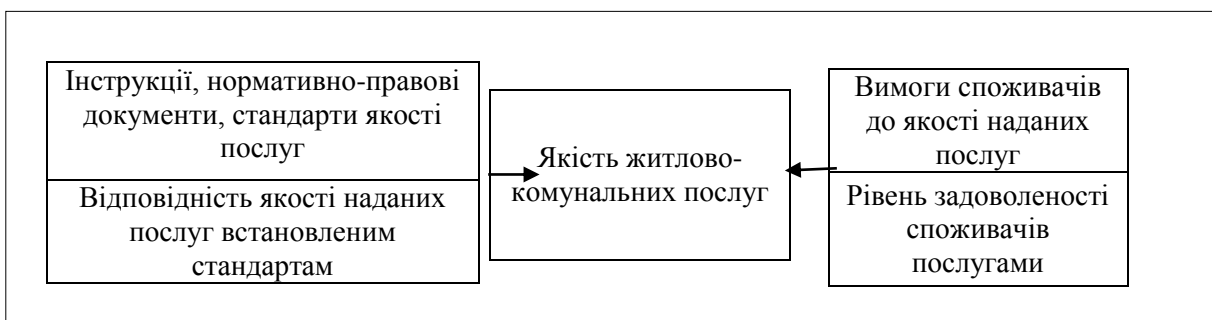 Інструкції, нормативно-правові
документи, стандарти якості
послуг
Відповідність якості наданих
послуг встановленим
стандартам
Якість житлово-
комунальних послуг
Вимоги споживачів
до якості наданих
послуг
Рівень задоволеності
споживачів
послугами